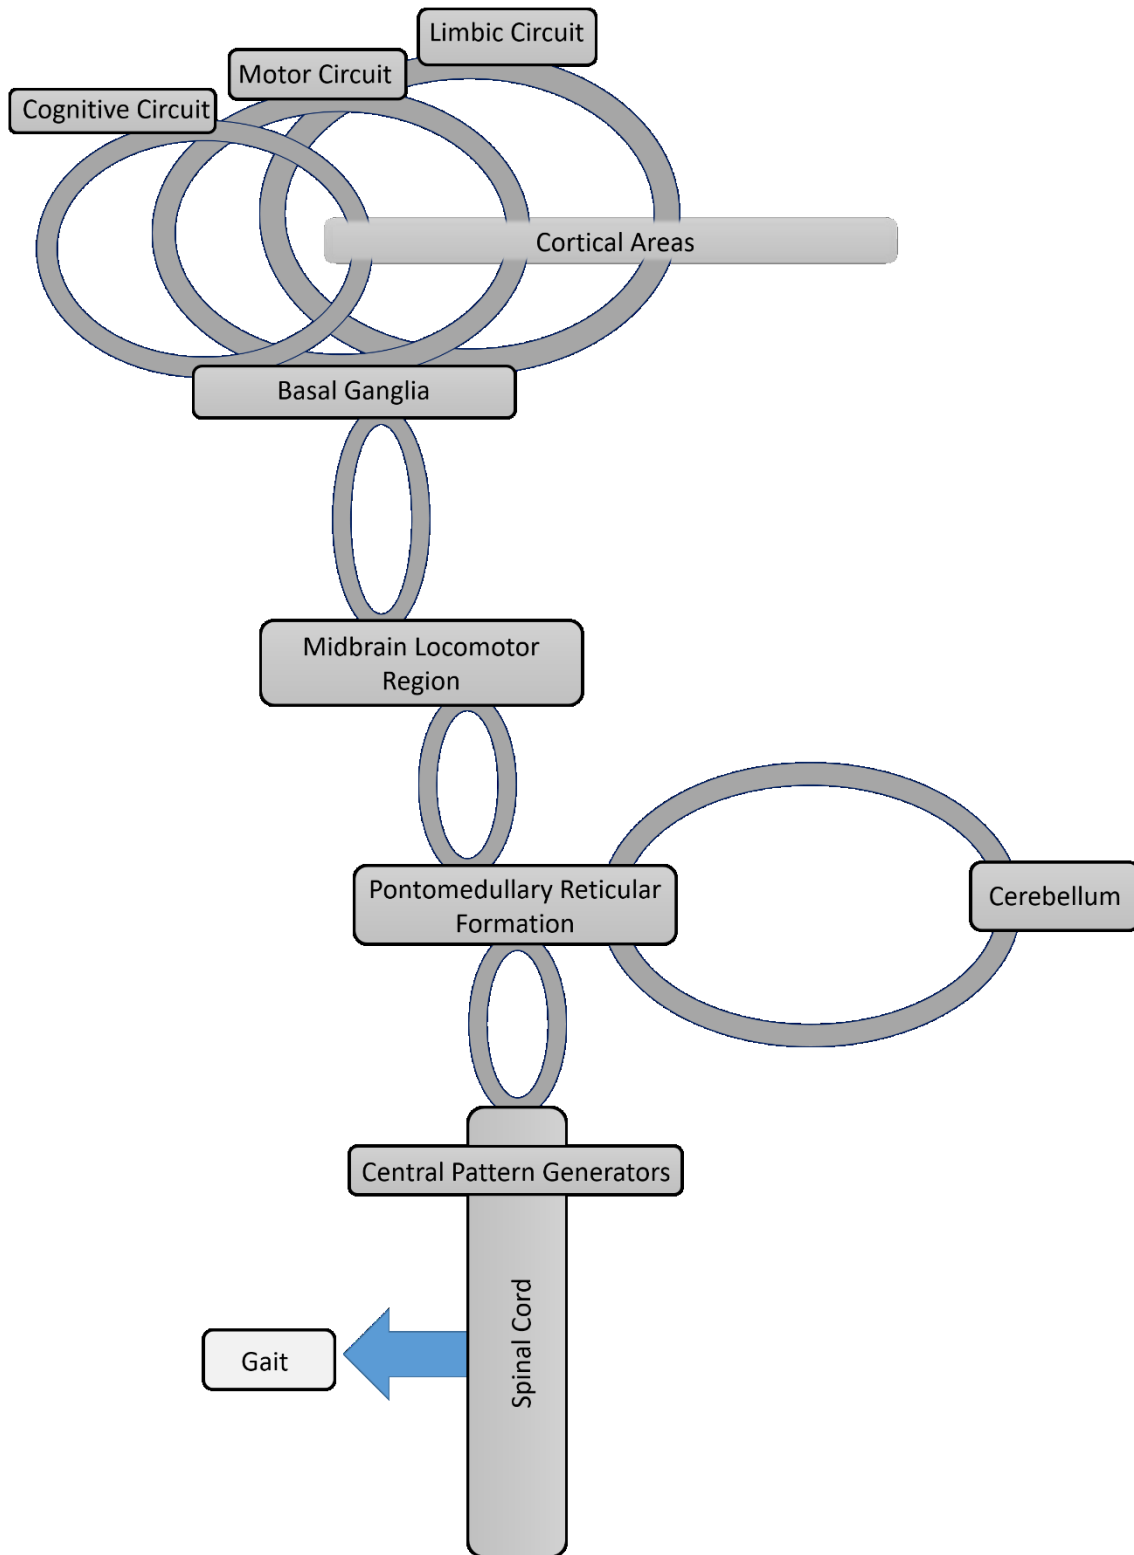 Limbic Circuit
Motor Circuit
Cognitive Circuit
Cortical Areas
Basal Ganglia
Midbrain Locomotor
Region
Pontomedullary Reticular
Formation
Cerebellum
Central Pattern Generators
Spinal Cord
Gait